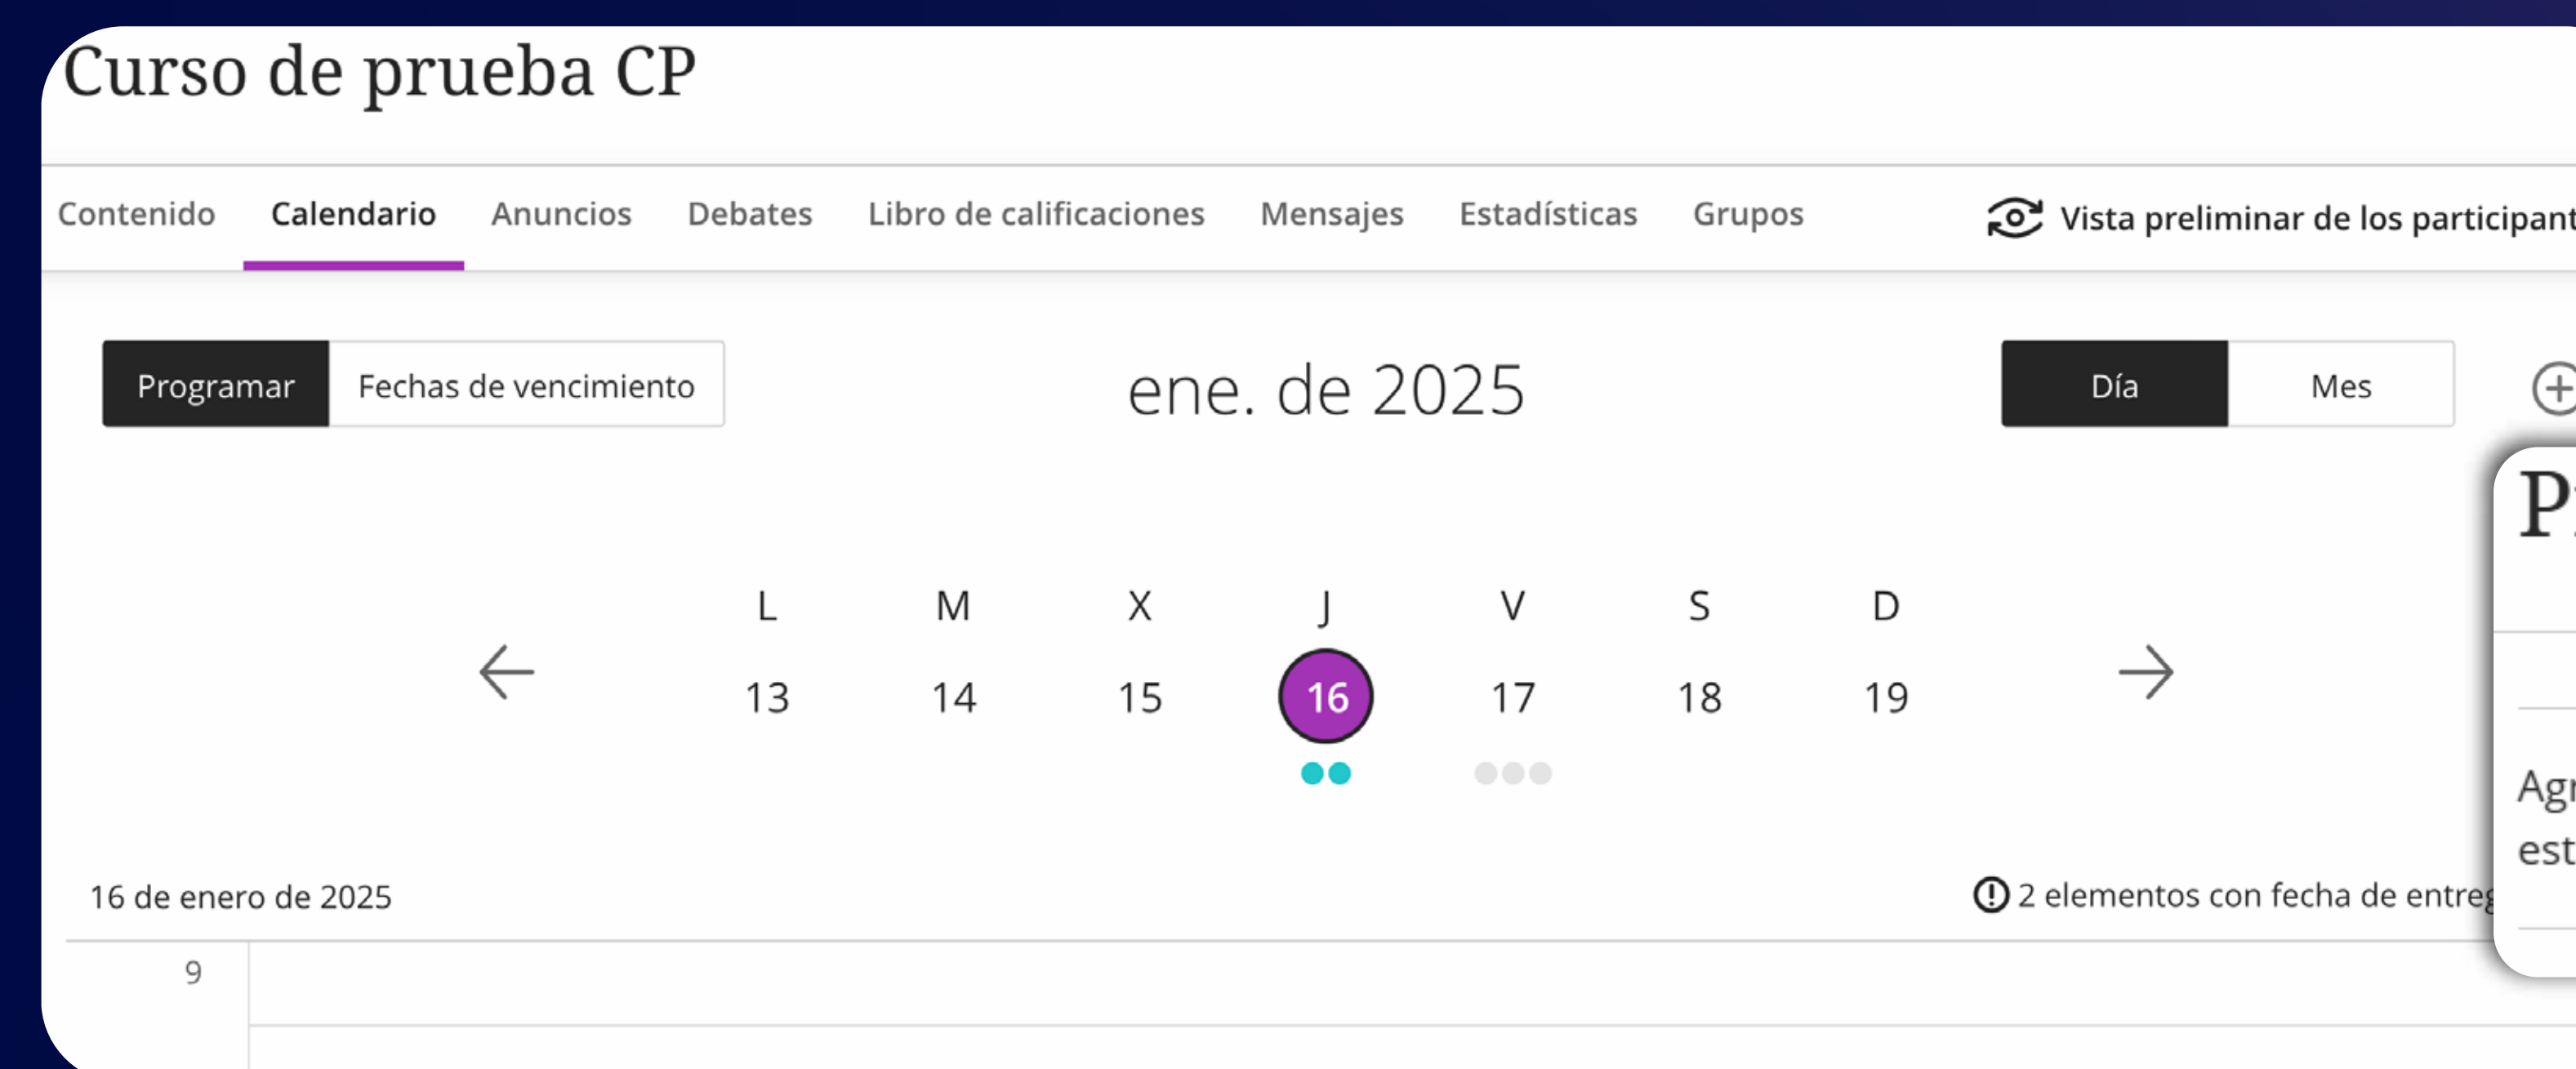 Curso de prueba CP
Contenido Calendario Anuncios Debates Libro de calificaciones Mensajes Estadísticas Grupos Vista preliminar de los
Programar Fechas de vencimiento ene. de 2025 Día Mes
L M X J V S D
13 14 15 16 17 18 19
16 de enero de 2025 2 elementos con fecha de
9